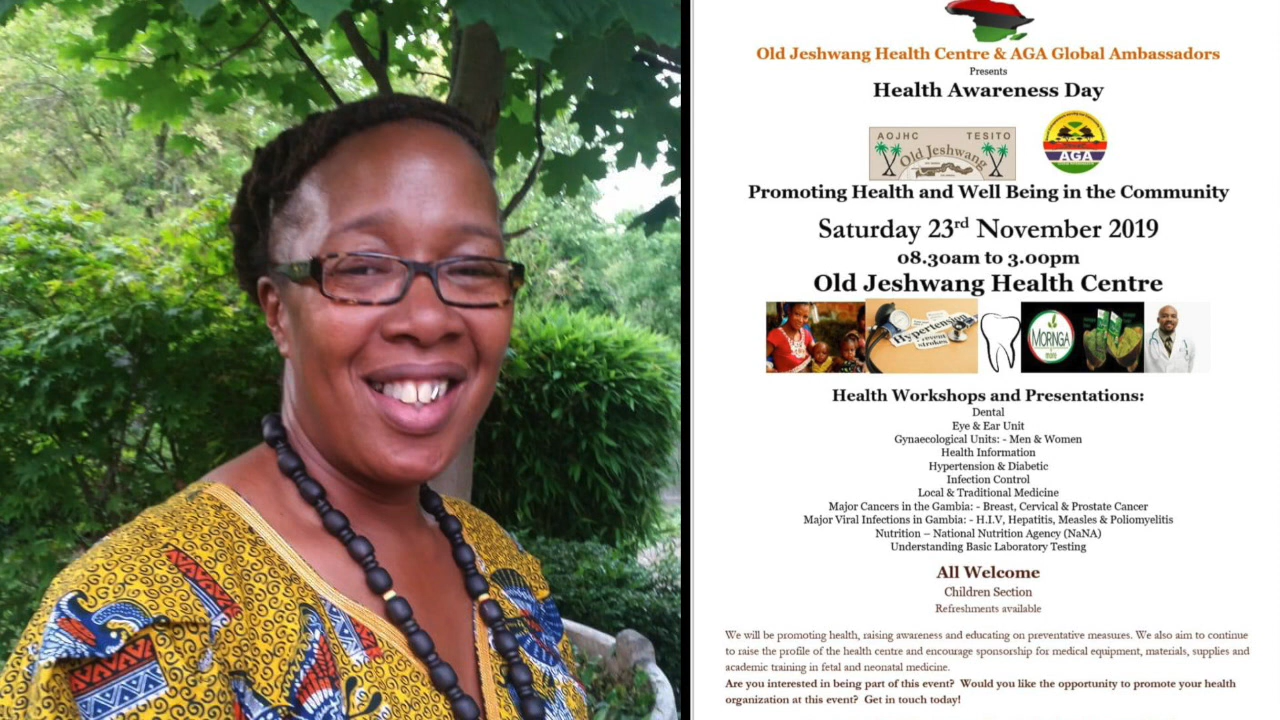 Old Jeshwang Health Centre & AGA Global Ambassadors
Presents
Health Awareness Day
AOJHC TESITO
Old Jeshwang
AGA
Promoting Health and Well Being in the Community
Saturday 23rd November 2019
08.30am to 3.00pm
Old Jeshwang Health Centre
Hypertension
prevent
strokes
MORINGA
Health Workshops and Presentations:
Dental
Eye & Ear Unit
Gynaecological Units: - Men & Women
Health Information
Hypertension & Diabetic
Infection Control
Local & Traditional Medicine
Major Cancers in the Gambia: - Breast, Cervical & Prostate Cancer
Major Viral Infections in Gambia: - H.I.V, Hepatitis, Measles & Poliomyelitis
Nutrition – National Nutrition Agency (NaNA)
Understanding Basic Laboratory Testing
All Welcome
Children Section
Refreshments available
We will be promoting health, raising awareness and educating on preventative measures. We also aim to continue
to raise the profile of the health centre and encourage sponsorship for medical equipment, materials, supplies and
academic training in fetal and neonatal medicine.
Are you interested in being part of this event? Would you like the opportunity to promote your health
organization at this event? Get in touch today!